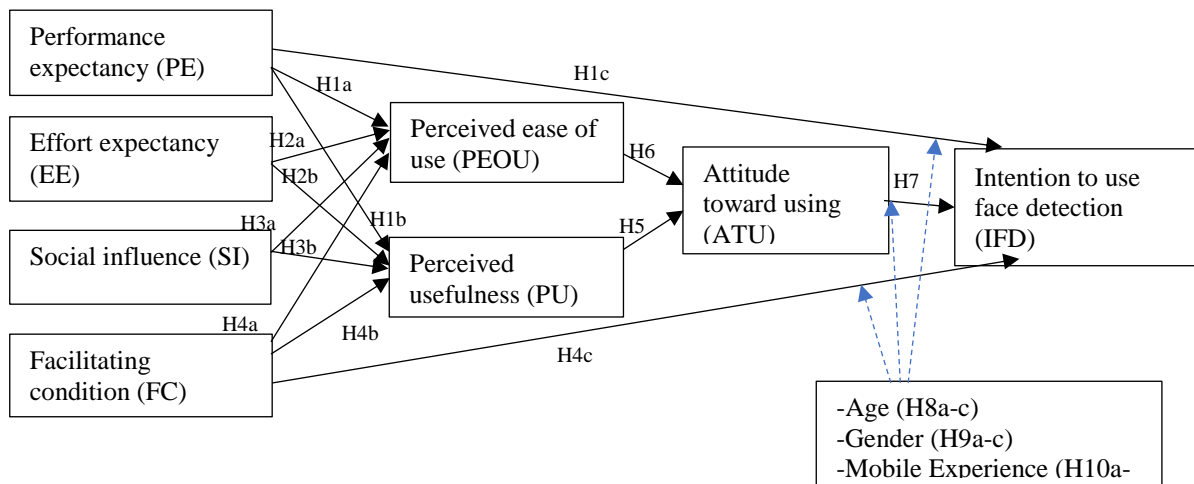 Performance
expectancy (PE)
H1a
H1c
Effort expectancy
(EE)
H2a
H2b
Perceived ease of
use (PEOU)
H6
Attitude
toward using
(ATU)
H7
Intention to use
face detection
(IFD)
H3a
H1b
H3b
Social influence (SI)
H5
Perceived
usefulness (PU)
H4a
H4b
H4c
Facilitating
condition (FC)
-Age (H8a-c)
-Gender (H9a-c)
-Mobile Experience (H10a-